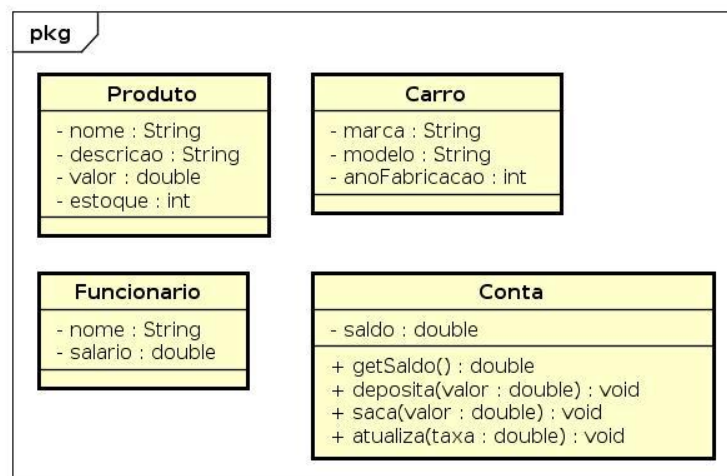 pkg
Produto
- nome : String
- descricao : String
- valor : double
- estoque : int
Carro
- marca : String
- modelo : String
- anoFabricacao : int
Funcionario
- nome : String
- salario : double
Conta
- saldo : double
+ getSaldo() : double
+ deposita(valor : double) : void
+ saca(valor : double) : void
+ atualiza(taxa : double) : void